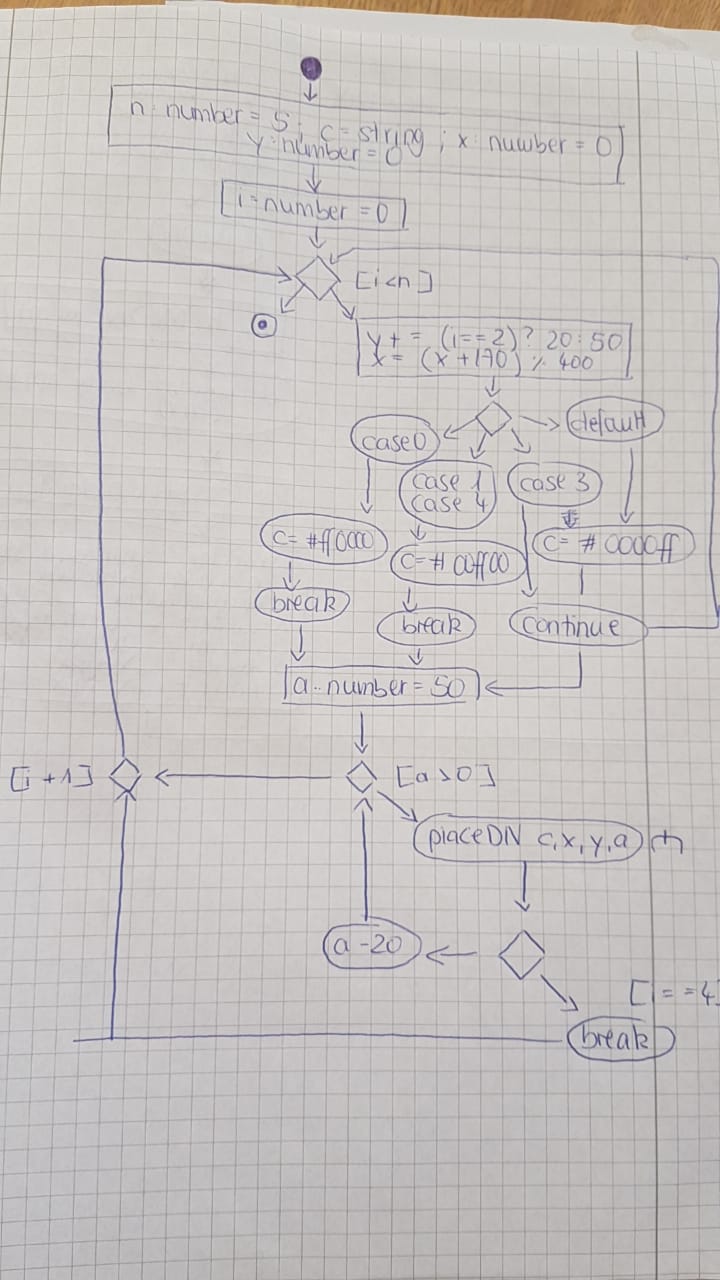 n: number = 5; c = string; x: number = 0
y: number = 0
i: number = 0
[i<n]
y + = (i==2)? 20:50
x = (x+170) % 400
default
case 0
case 1
case 4
case 3
c= #ff0000
c= # 00ff00
c= # 0000ff
break
break
continue
a: number = 50
[i +1]
[a>0]
placeDIV c,x,y,a
a -20
[i = =4]
break